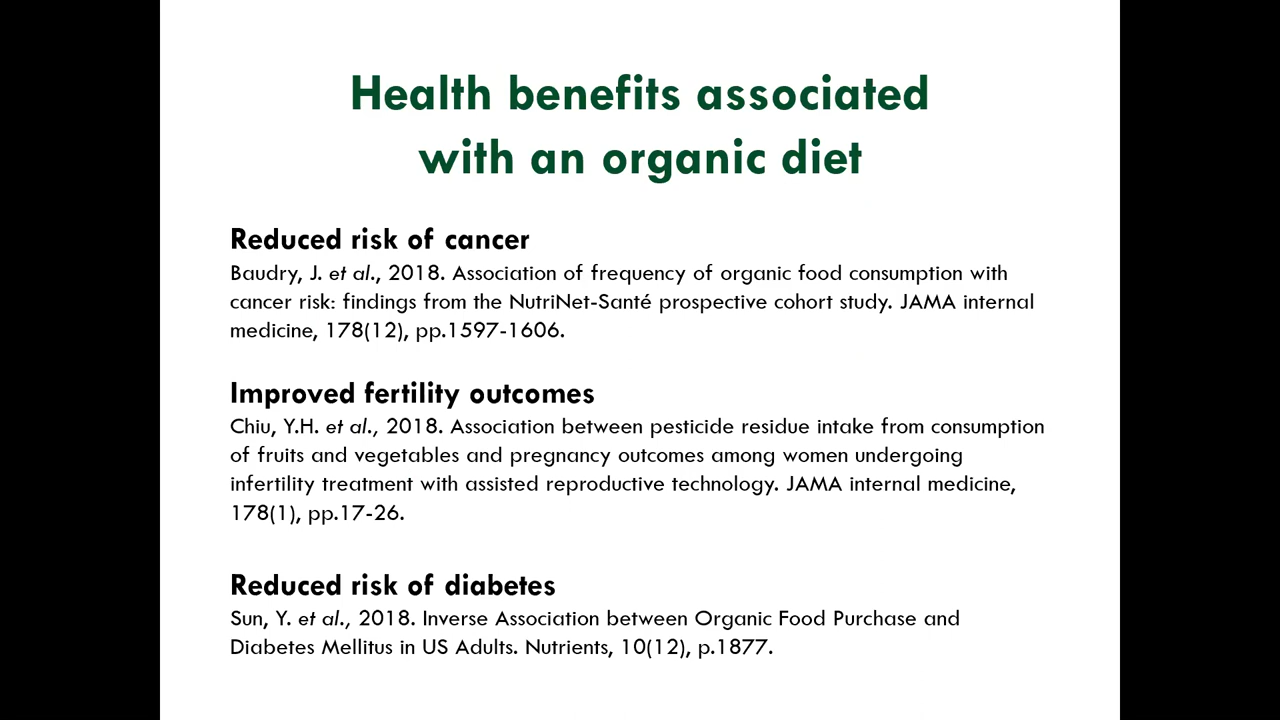 Health benefits associated
with an organic diet
Reduced risk of cancer
Baudry, J. et al., 2018. Association of frequency of organic food consumption with
cancer risk: findings from the NutriNet-Santé prospective cohort study. JAMA internal
medicine, 178(12), pp.1597-1606.
Improved fertility outcomes
Chiu, Y.H. et al., 2018. Association between pesticide residue intake from consumption
of fruits and vegetables and pregnancy outcomes among women undergoing
infertility treatment with assisted reproductive technology. JAMA internal medicine,
178(1), pp.17-26.
Reduced risk of diabetes
Sun, Y. et al., 2018. Inverse Association between Organic Food Purchase and
Diabetes Mellitus in US Adults. Nutrients, 10(12), p.1877.